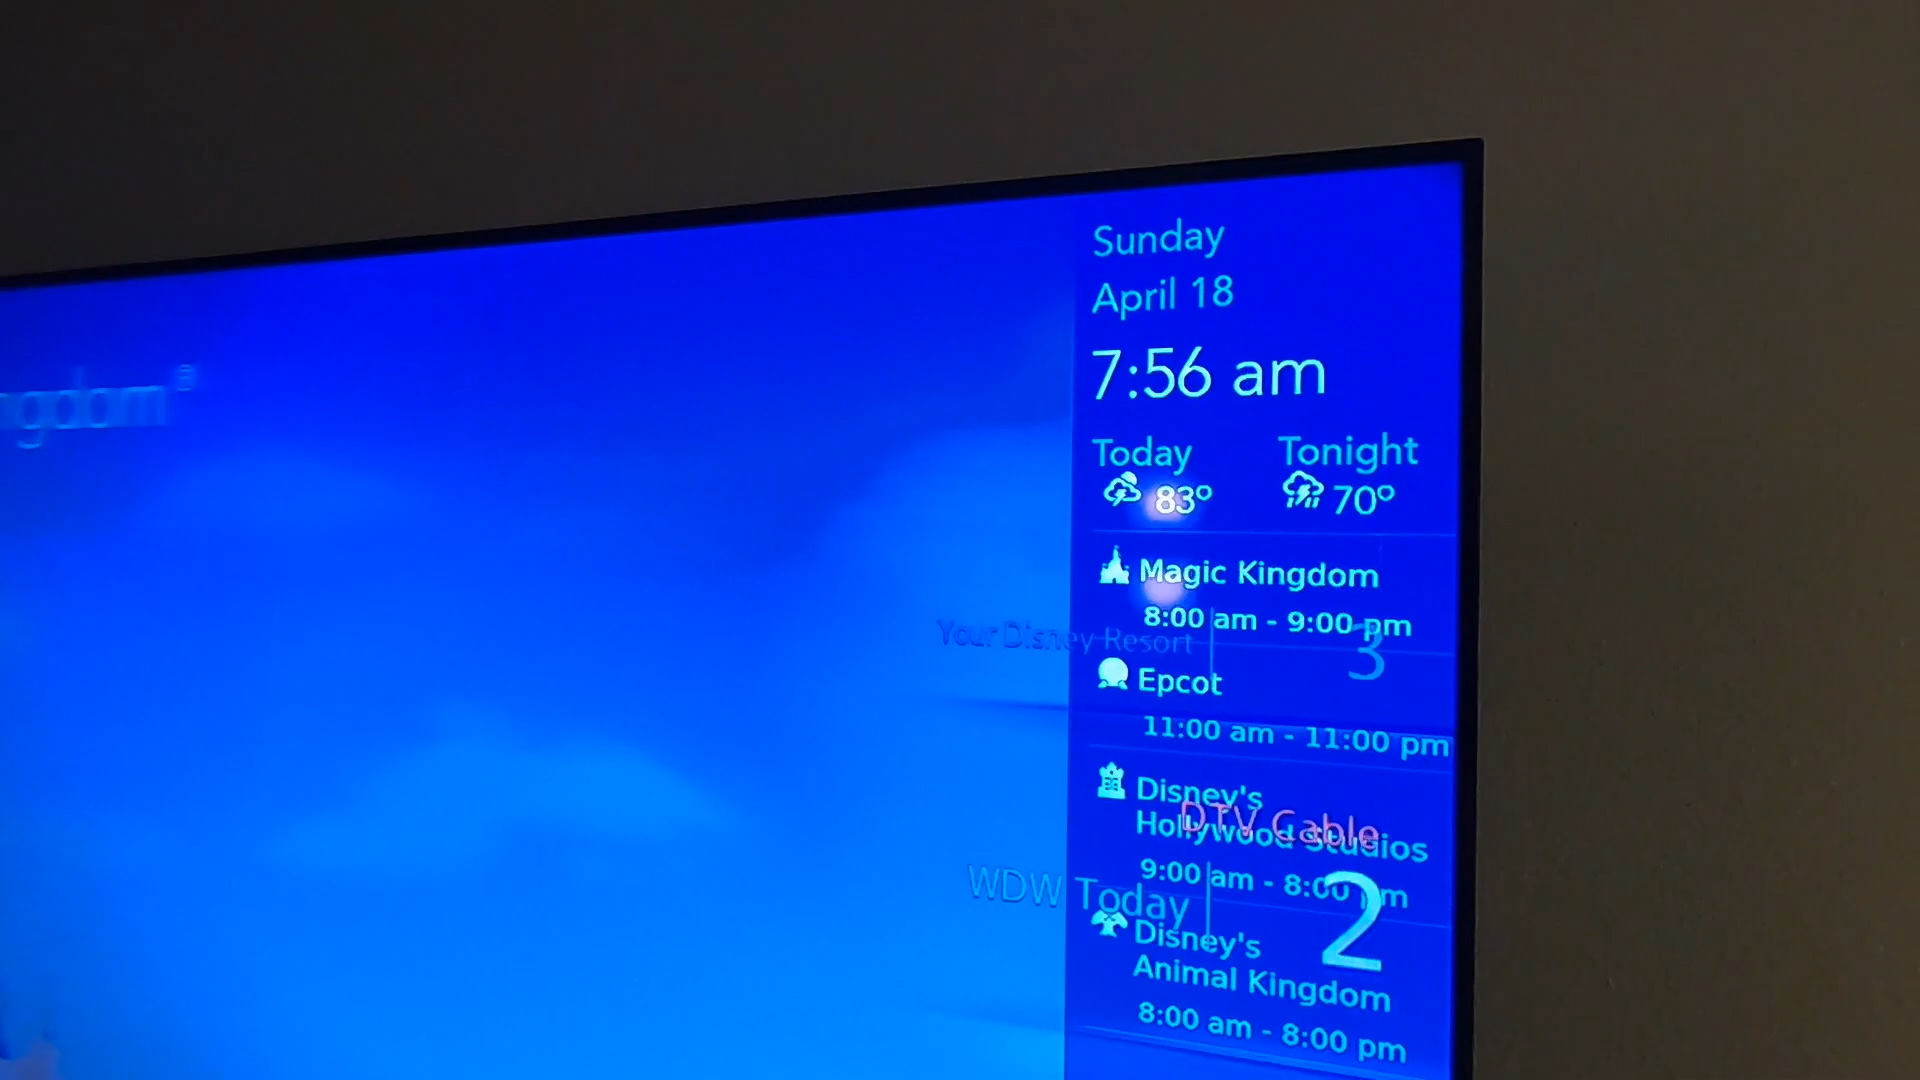 ngdom®
Sunday
April 18
7:56 am
Today Tonight
83° 70°
Magic Kingdom
8:00 am - 9:00 pm
Your Disney Resort 3
Epcot
11:00 am - 11:00 pm
Disney's
Hollywood Studios
DTV Cable
9:00 am - 8:00 pm
WDW Today 2
Disney's
Animal Kingdom
8:00 am - 8:00 pm